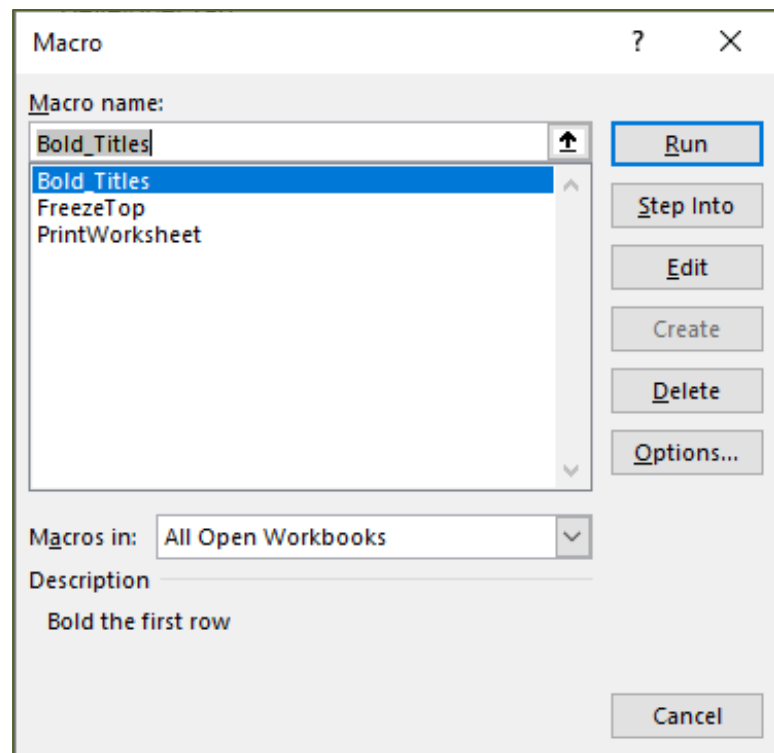 Macro
?
Macro name:
Bold_Titles
Bold_Titles
FreezeTop
PrintWorksheet
Run
Step Into
Edit
Create
Delete
Options...
Macros in: All Open Workbooks
Description
Bold the first row
Cancel